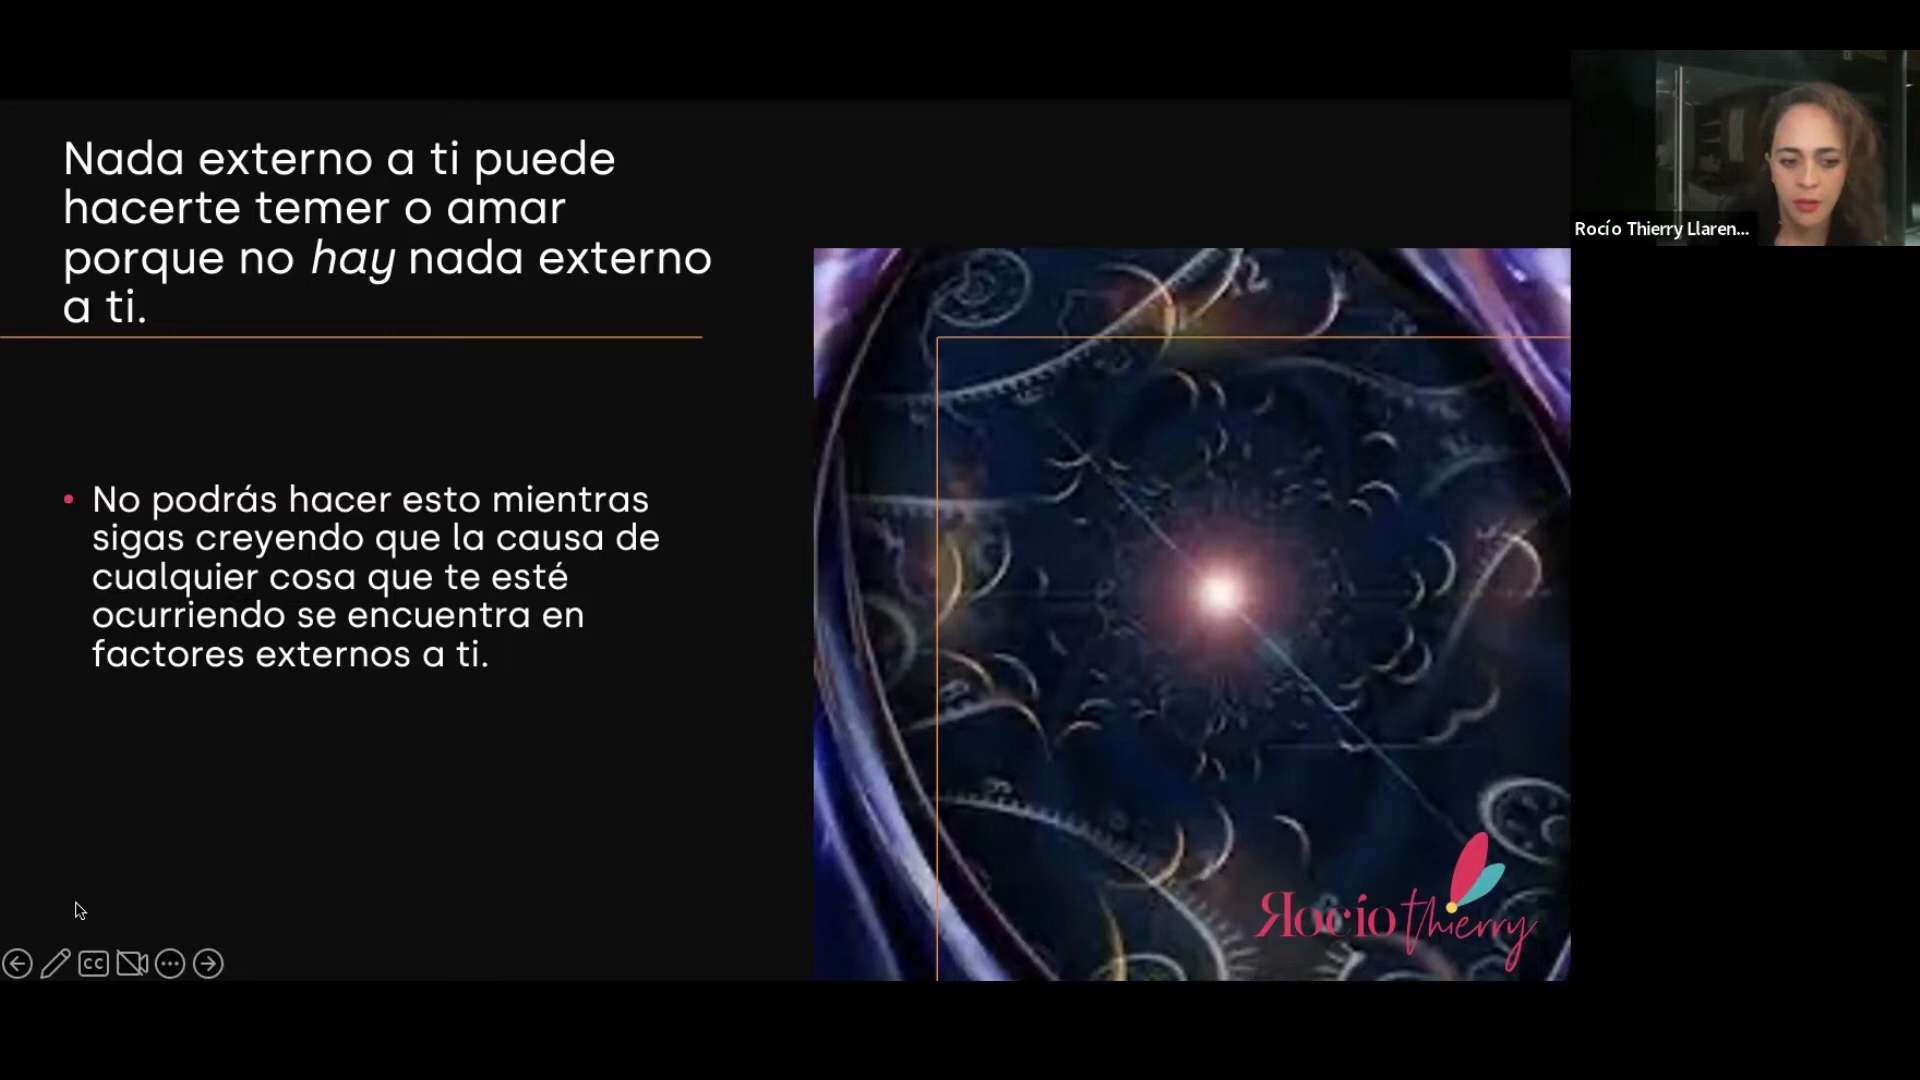 Nada externo a ti puede
hacerte temer o amar
porque no hay nada externo
a ti.
• No podrás hacer esto mientras
sigas creyendo que la causa de
cualquier cosa que te esté
ocurriendo se encuentra en
factores externos a ti.
Rocío Thierry Llaren...
Rocío thierry
CC